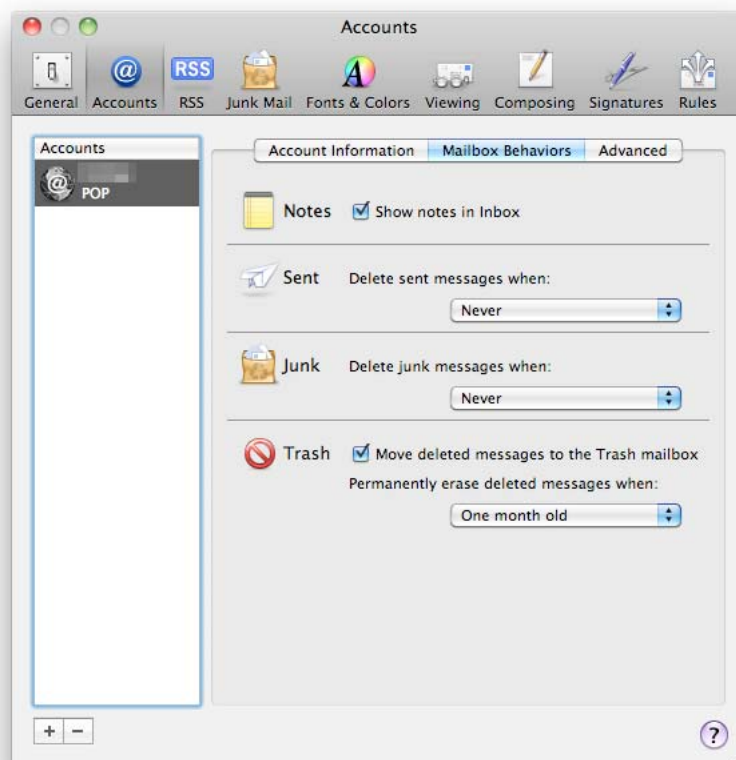 Accounts
RSS
General Accounts RSS Junk Mail Fonts & Colors Viewing Composing Signatures Rules
Accounts
POP
Account Information Mailbox Behaviors Advanced
Notes Show notes in Inbox
Sent Delete sent messages when:
Never
Junk Delete junk messages when:
Never
Trash Move deleted messages to the Trash mailbox
Permanently erase deleted messages when:
One month old
+ − ?